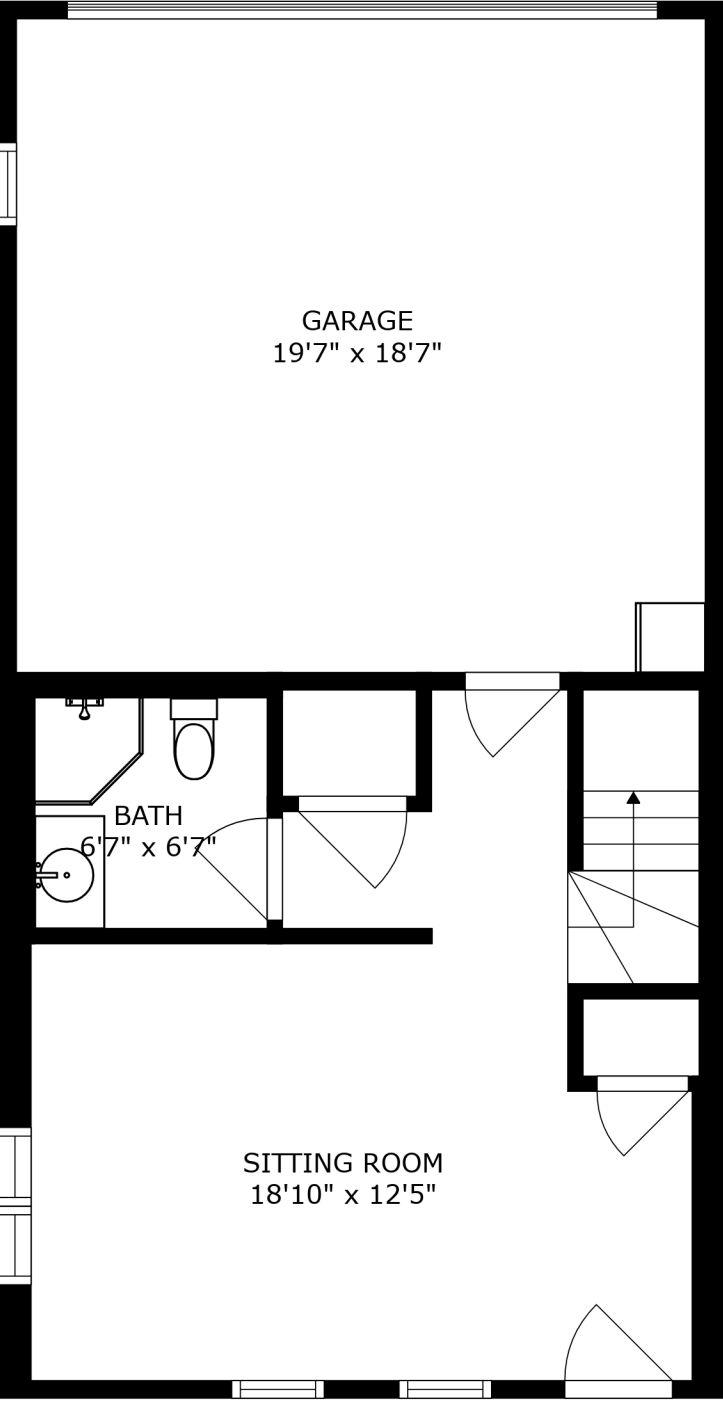 GARAGE
19'7" x 18'7"
BATH
6'7" x 6'7"
SITTING ROOM
18'10" x 12'5"